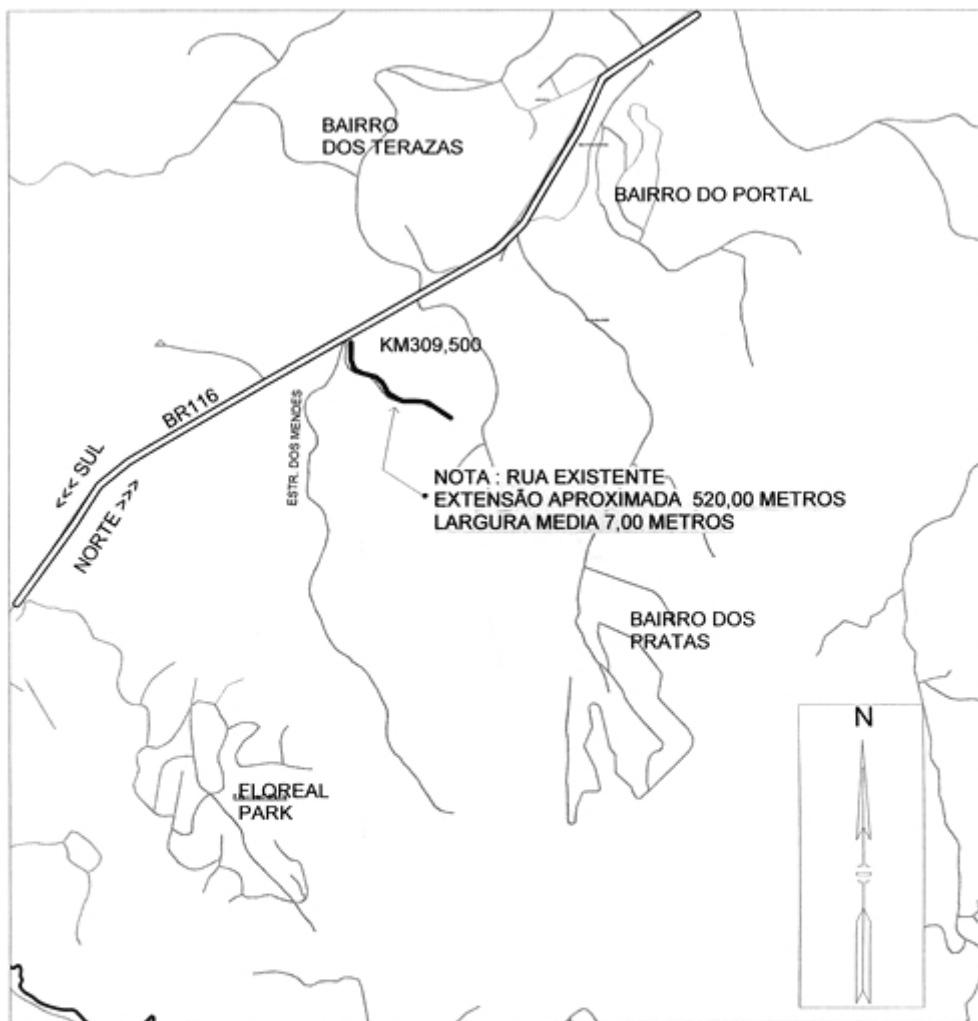 BAIRRO
DOS TERAZAS
BAIRRO DO PORTAL
KM309,500
BR116
ESTR. DOS MENDES
<<< SUL
NORTE >>>
NOTA : RUA EXISTENTE
EXTENSÃO APROXIMADA 520,00 METROS
LARGURA MEDIA 7,00 METROS
BAIRRO DOS
PRATAS
N
FLOREAL
PARK